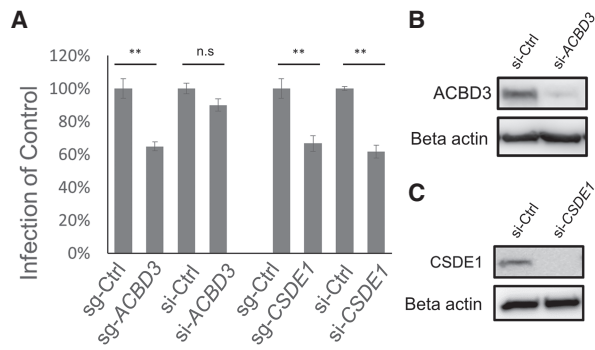 A
120%
100%
80%
60%
40%
20%
0%
Infection of Control
**
n.s
**
**
sg-Ctrl
sg-ACBD3
si-Ctrl
si-ACBD3
sg-Ctrl
sg-CSDE1
si-Ctrl
si-CSDE1
B
si-Ctrl
si-ACBD3
ACBD3
Beta actin
C
si-Ctrl
si-CSDE1
CSDE1
Beta actin